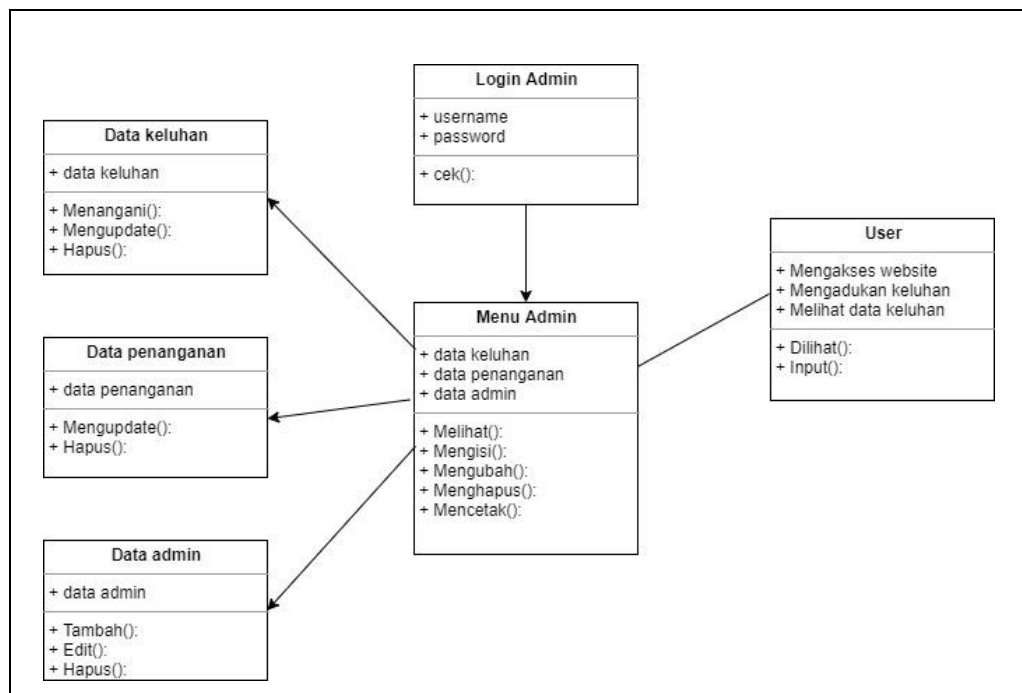 Login Admin
+ username
+ password
+ cek():
Data keluhan
+ data keluhan
+ Menangani():
+ Mengupdate():
+ Hapus():
User
+ Mengakses website
+ Mengadukan keluhan
+ Melihat data keluhan
+ Dilihat():
+ Input():
Menu Admin
+ data keluhan
+ data penanganan
+ data admin
+ Melihat():
+ Mengisi():
+ Mengubah():
+ Menghapus():
+ Mencetak():
Data penanganan
+ data penanganan
+ Mengupdate():
+ Hapus():
Data admin
+ data admin
+ Tambah():
+ Edit():
+ Hapus():